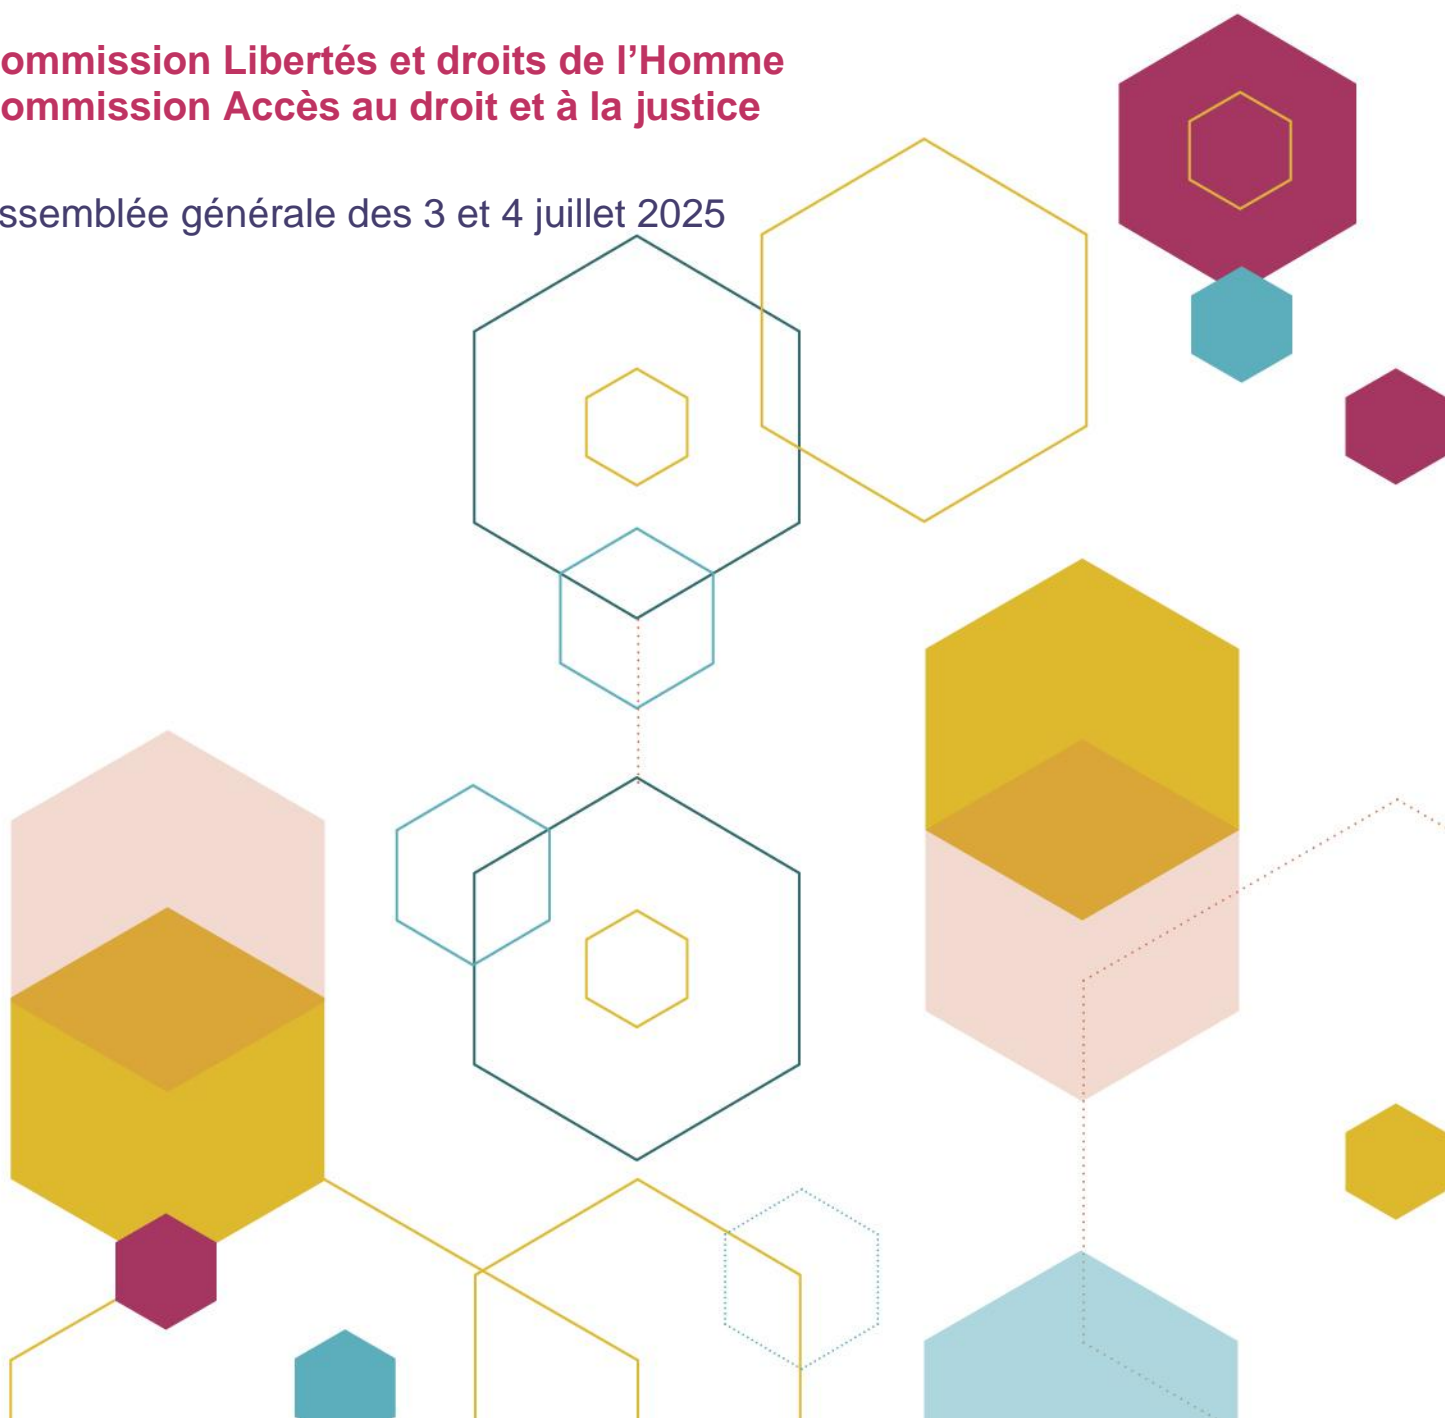 ommission Libertés et droits de l’Homme
ommission Accès au droit et à la justice
ssemblée générale des 3 et 4 juillet 2025